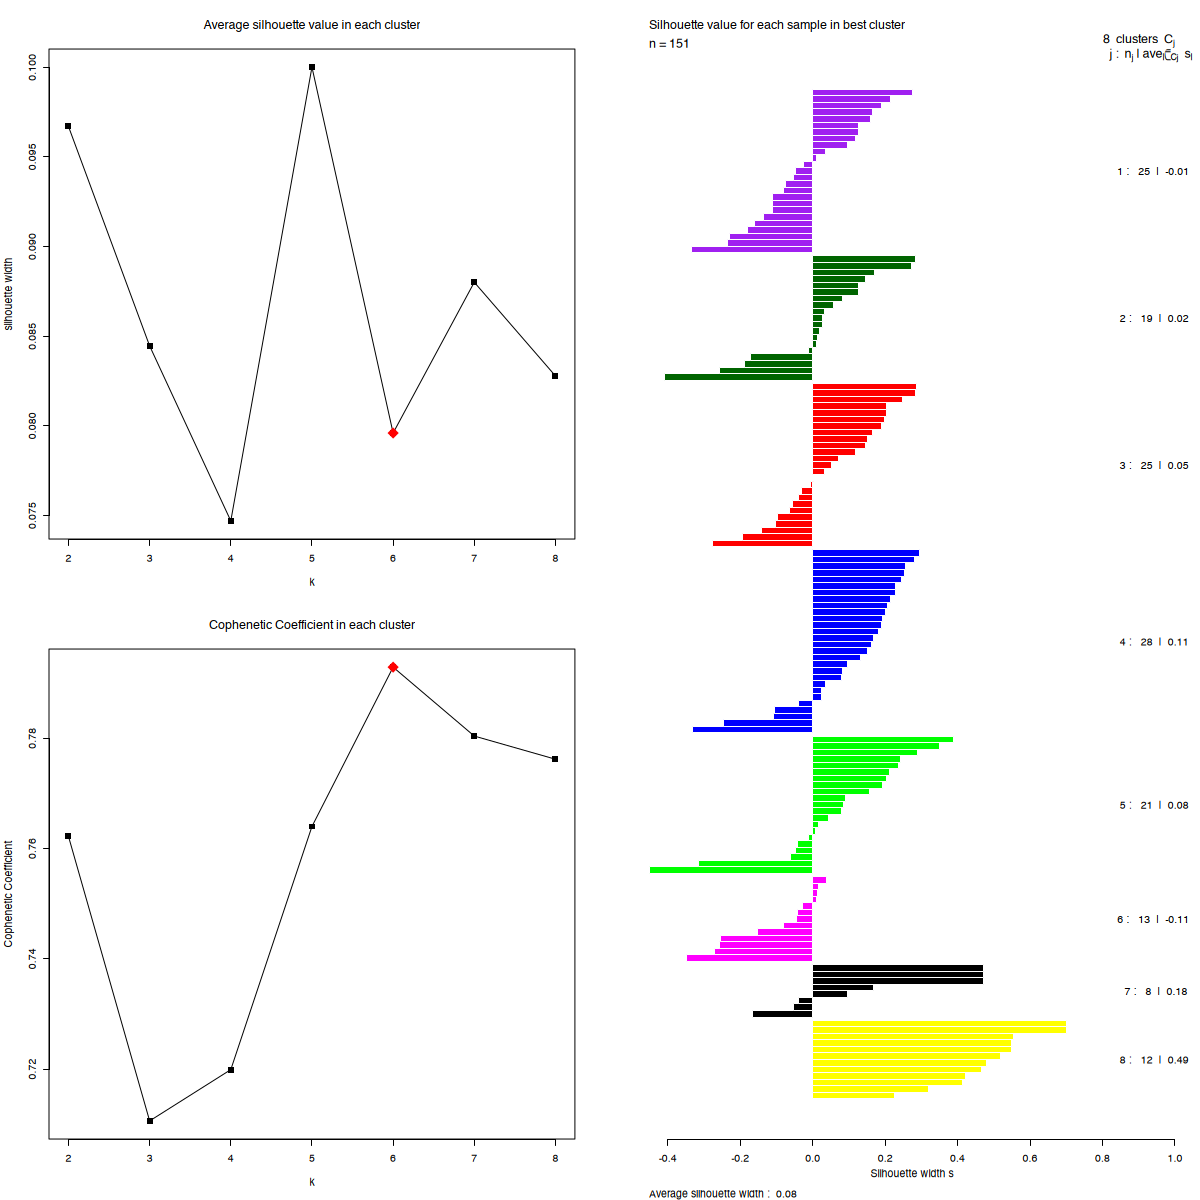 Average silhouette value in each cluster
0.100
0.095
0.090
0.085
0.080
0.075
silhouette width
2 3 4 5 6 7 8
k
Cophenetic Coefficient in each cluster
0.78
0.76
0.74
0.72
Cophenetic Coefficient
2 3 4 5 6 7 8
k
Silhouette value for each sample in best cluster
n = 151
8 clusters Cj
j : nj | ave
1 : 25 | -0.01
2 : 19 | 0.02
3 : 25 | 0.05
4 : 28 | 0.11
5 : 21 | 0.08
6 : 13 | -0.11
7 : 8 | 0.18
8 : 12 | 0.49
-0.4 -0.2 0.0 0.2 0.4 0.6 0.8 1.0
Silhouette width s
Average silhouette width : 0.08